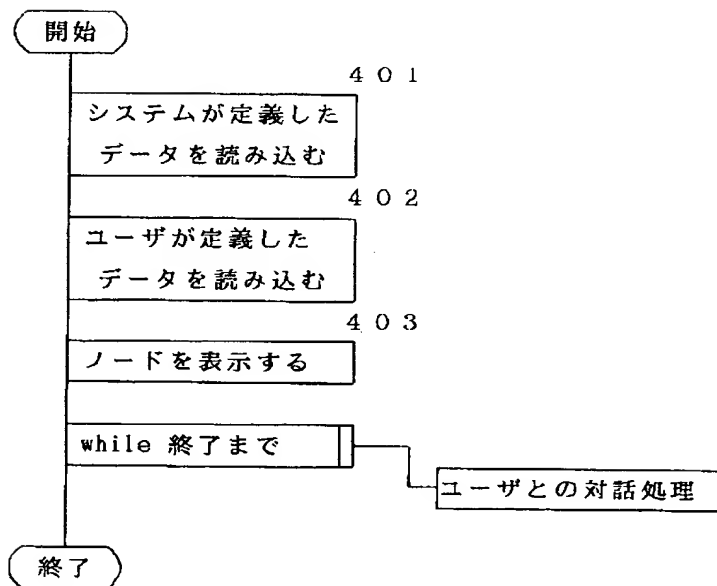 開始
401
システムが定義した
データを読み込む
402
ユーザが定義した
データを読み込む
403
ノードを表示する
while 終了まで
ユーザとの対話処理
終了